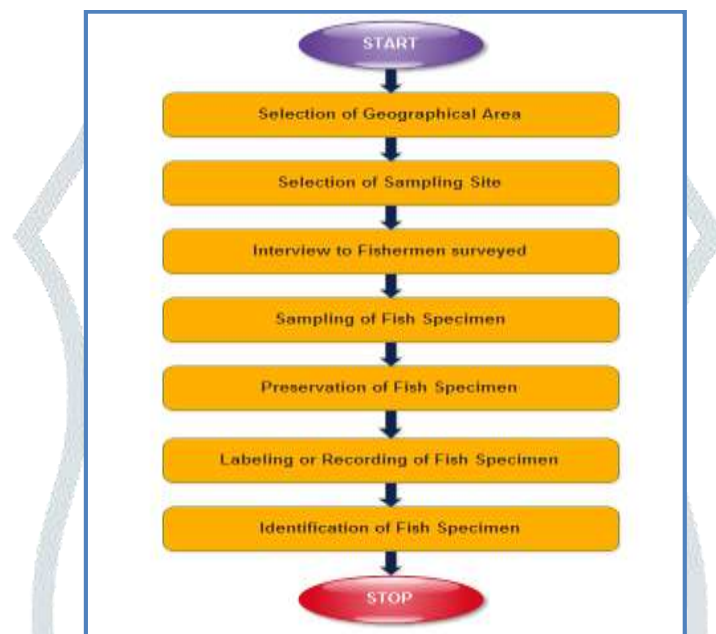 START
Selection of Geographical Area
Selection of Sampling Site
Interview to Fishermen surveyed
Sampling of Fish Specimen
Preservation of Fish Specimen
Labeling or Recording of Fish Specimen
Identification of Fish Specimen
STOP